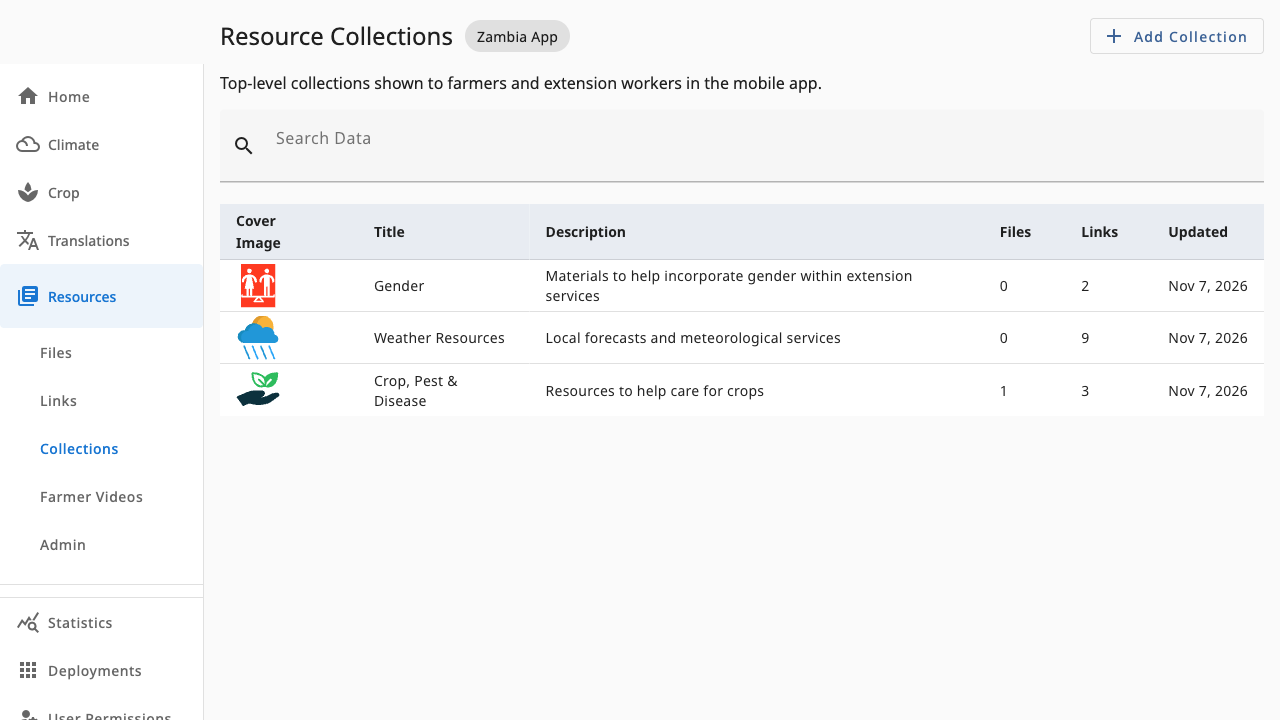 Resource Collections
Zambia App
Add Collection
Top-level collections shown to farmers and extension workers in the mobile app.
Search Data
Home
Climate
Crop
Translations
Resources
Files
Links
Collections
Farmer Videos
Admin
Statistics
Deployments
User Permissions
Cover
Image
Title
Description
Files
Links
Updated
Gender
Materials to help incorporate gender within extension
services
0
2
Nov 7, 2026
Weather Resources
Local forecasts and meteorological services
0
9
Nov 7, 2026
Crop, Pest &
Disease
Resources to help care for crops
1
3
Nov 7, 2026